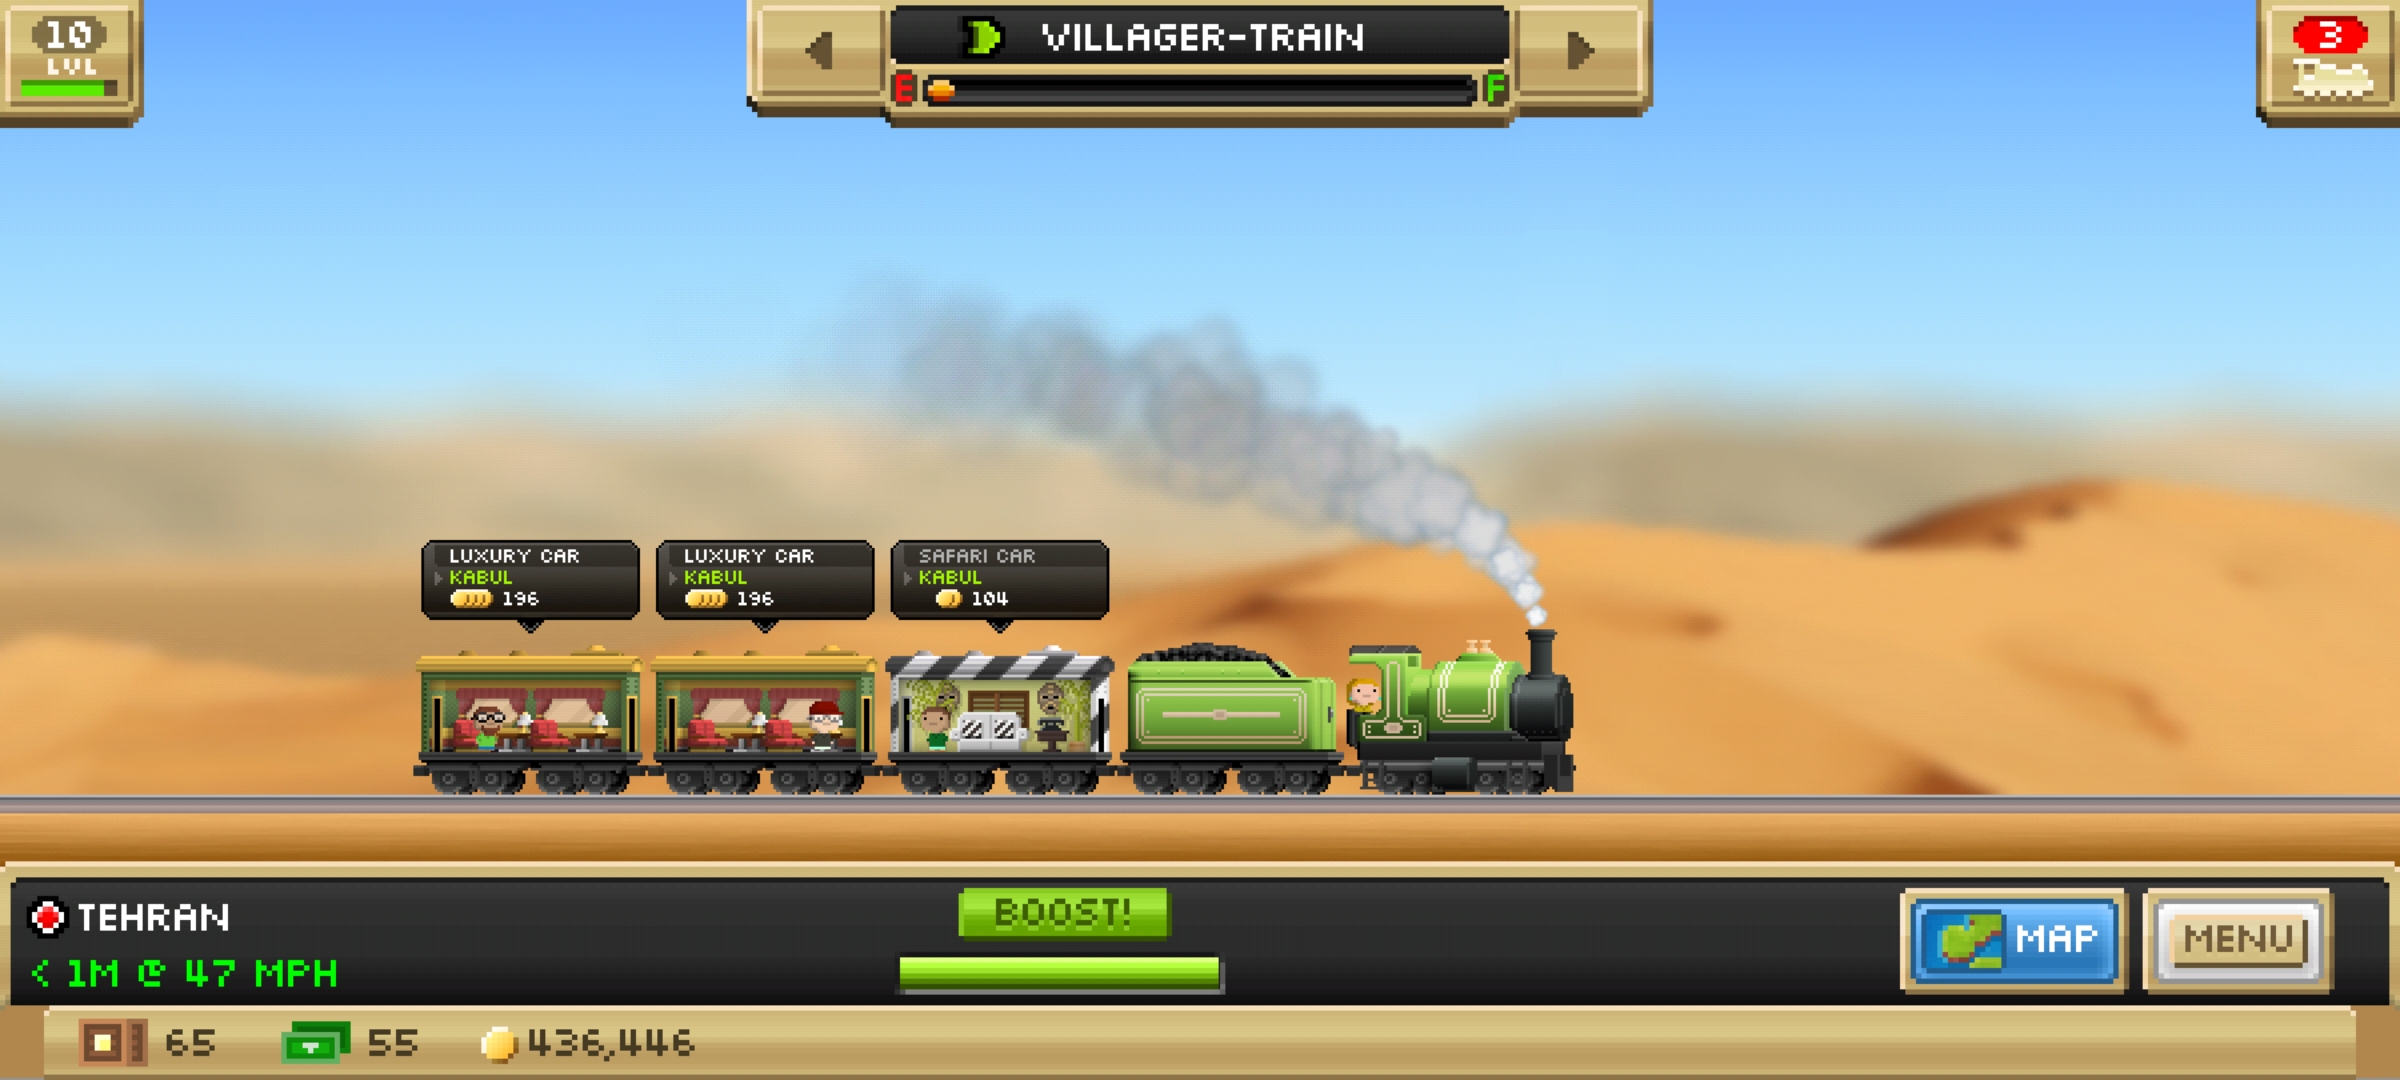 10
LVL
VILLAGER-TRAIN
E F
3
LUXURY CAR
KABUL
196
LUXURY CAR
KABUL
196
SAFARI CAR
KABUL
104
TEHRAN
< 1M @ 47 MPH
BOOST!
MAP
MENU
65
55
436,446